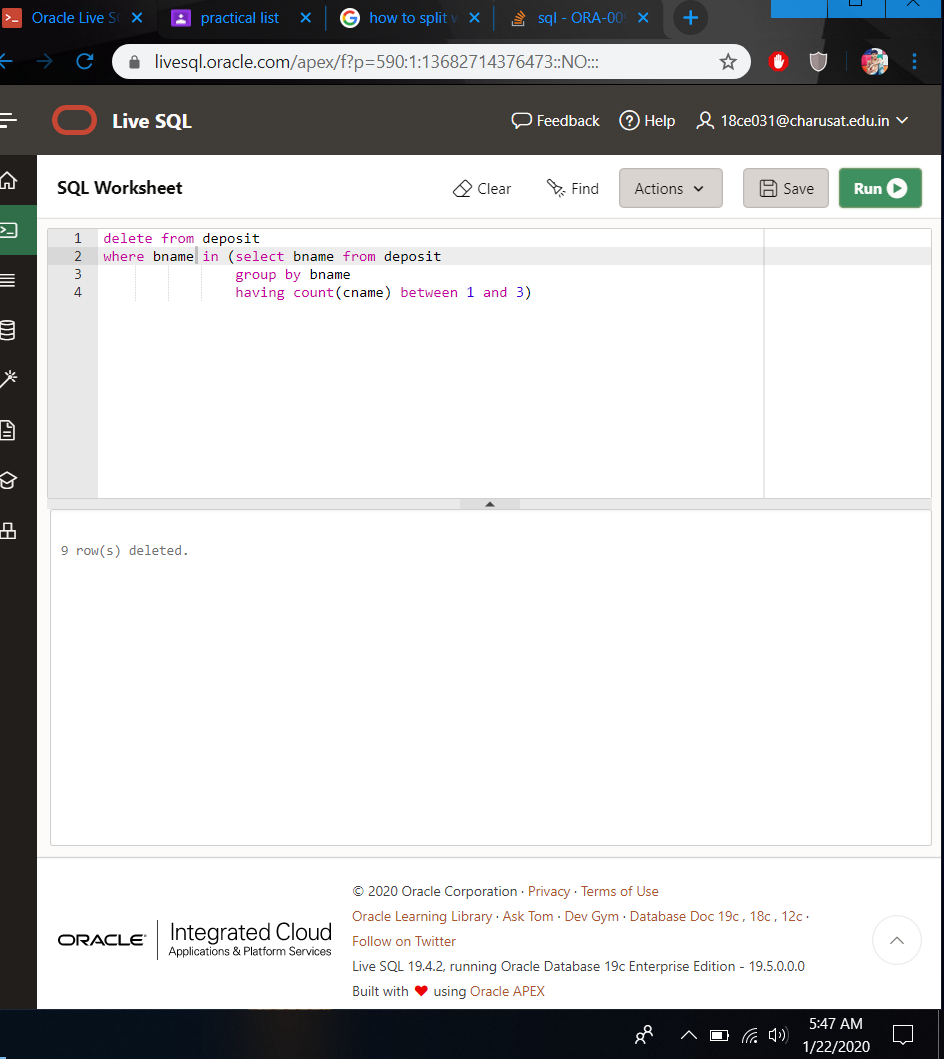 Oracle Live S
practical list
how to split w
sql - ORA-009
livesql.oracle.com/apex/f?p=590:1:13682714376473::NO:::
Live SQL
Feedback
Help
18ce031@charusat.edu.in
SQL Worksheet
Clear
Find
Actions
Save
Run
1 delete from deposit
2 where bname in (select bname from deposit
3 group by bname
4 having count(cname) between 1 and 3)
9 row(s) deleted.
© 2020 Oracle Corporation · Privacy · Terms of Use
Oracle Learning Library · Ask Tom · Dev Gym · Database Doc 19c , 18c , 12c ·
Follow on Twitter
Live SQL 19.4.2, running Oracle Database 19c Enterprise Edition - 19.5.0.0.0
Built with ❤ using Oracle APEX
ORACLE
Integrated Cloud
Applications & Platform Services
5:47 AM
1/22/2020